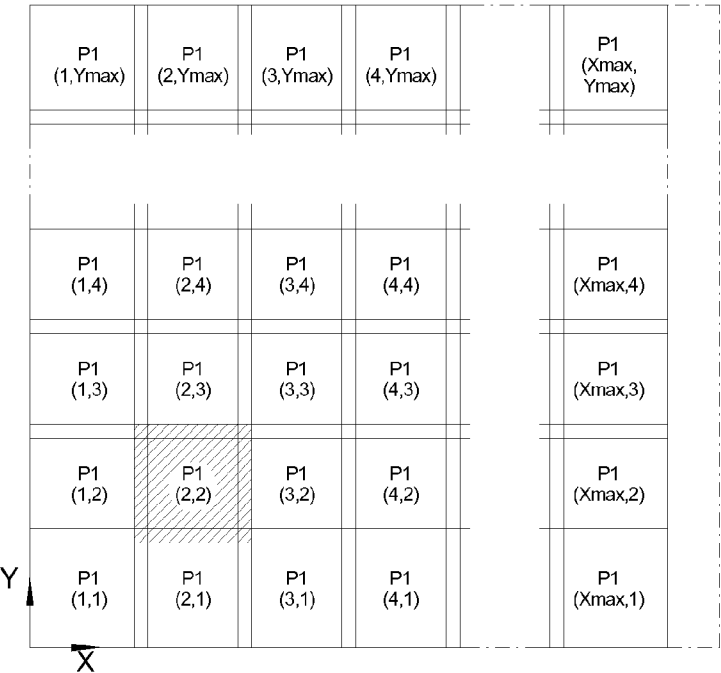 P1 P1 P1 P1 P1
(1,Ymax) (2,Ymax) (3,Ymax) (4,Ymax) (Xmax,
Ymax)
P1 P1 P1 P1 P1
(1,4) (2,4) (3,4) (4,4) (Xmax,4)
P1 P1 P1 P1 P1
(1,3) (2,3) (3,3) (4,3) (Xmax,3)
P1 P1 P1 P1 P1
(1,2) (2,2) (3,2) (4,2) (Xmax,2)
Y P1 P1 P1 P1 P1
(1,1) (2,1) (3,1) (4,1) (Xmax,1)
X